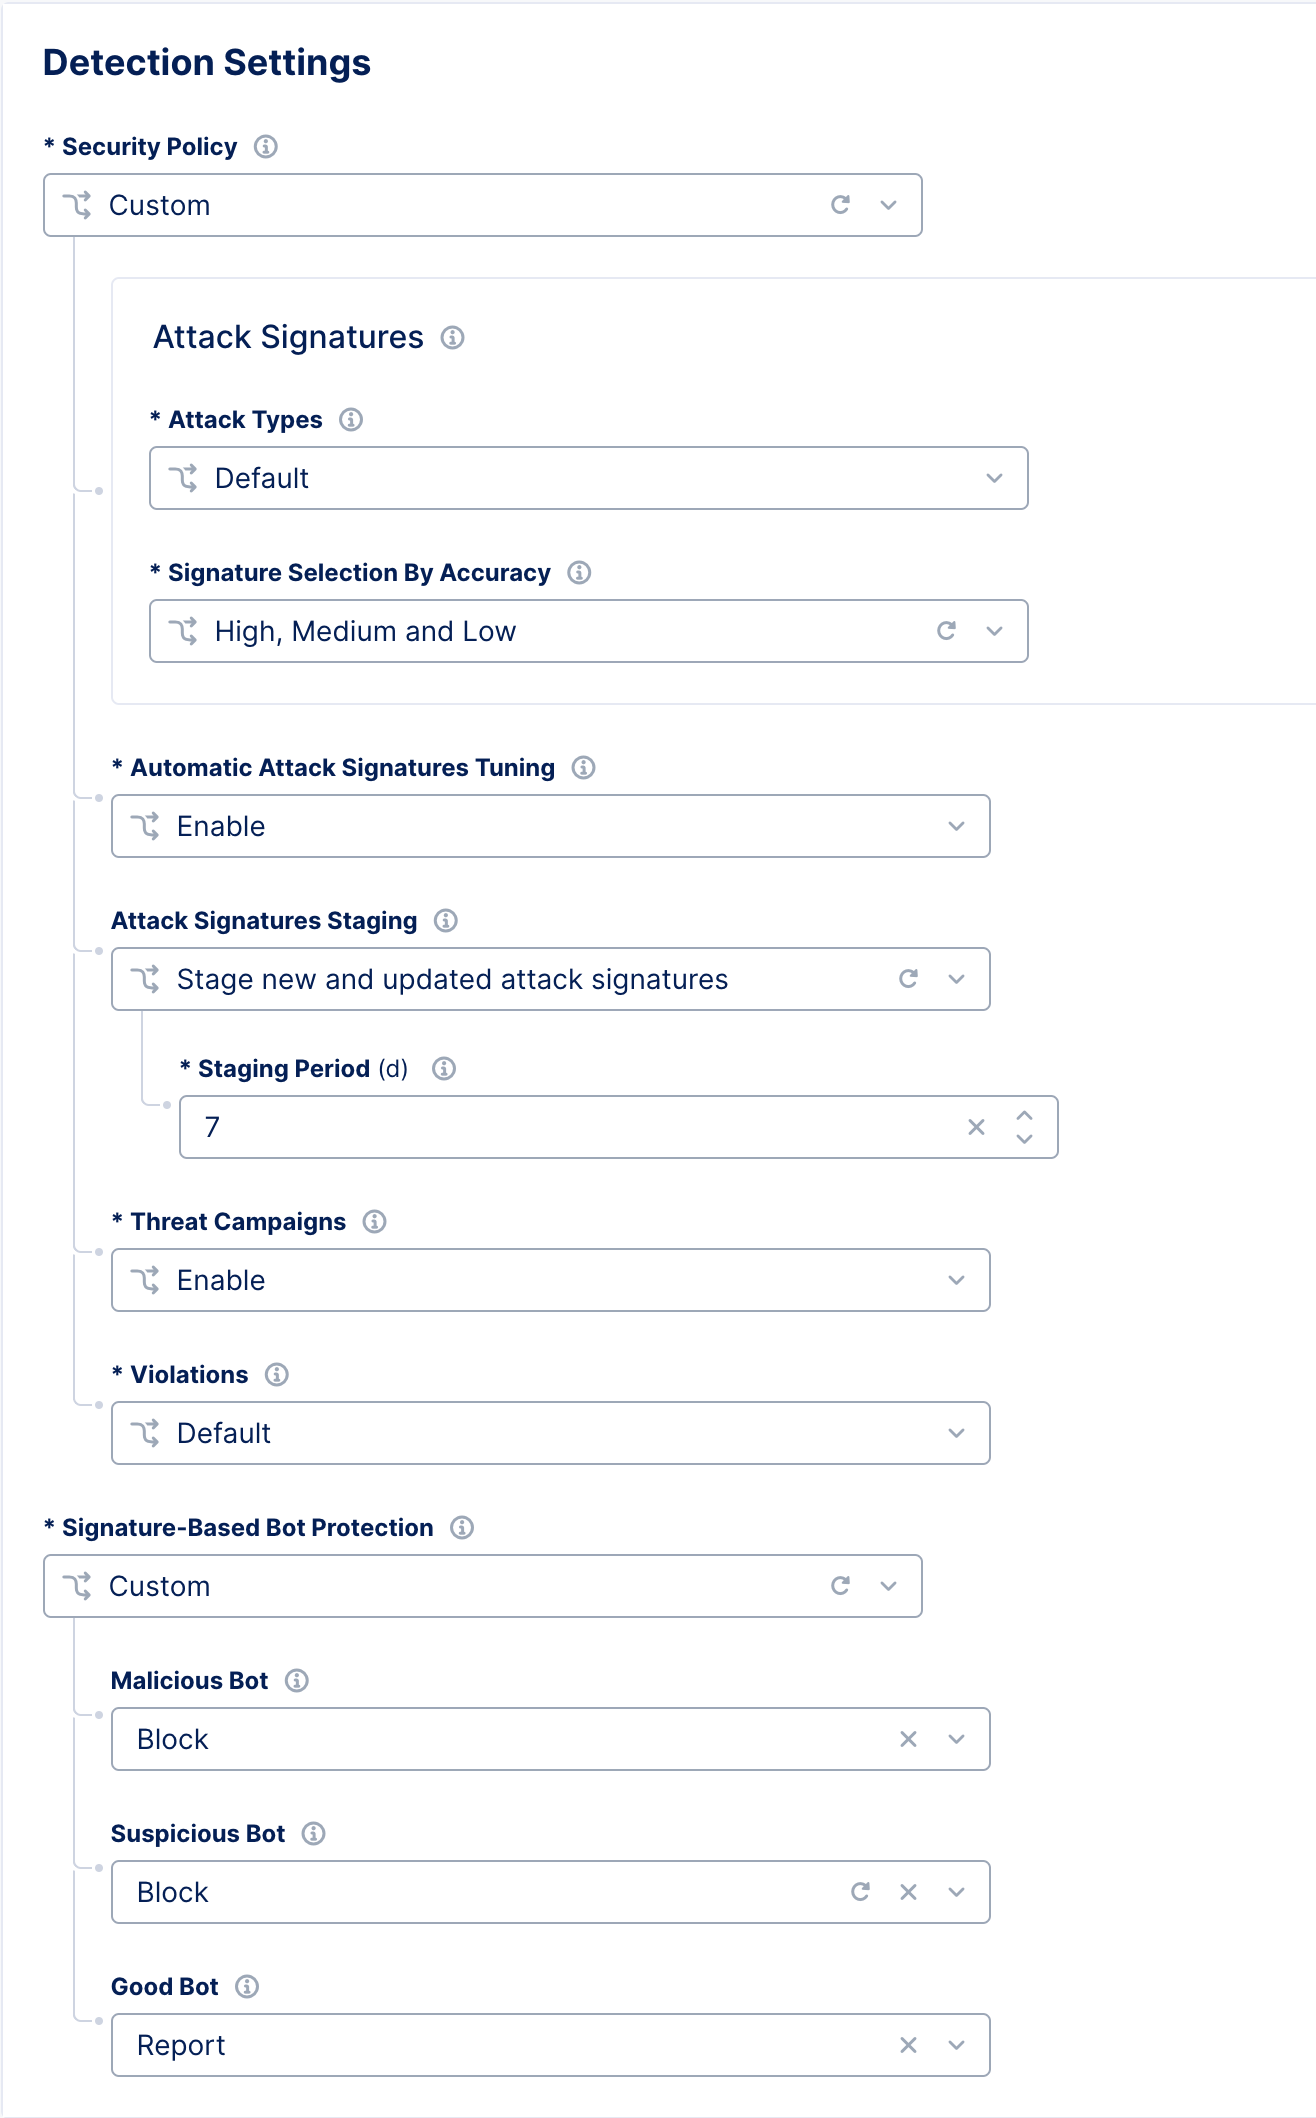 Detection Settings
* Security Policy
Custom
Attack Signatures
* Attack Types
Default
* Signature Selection By Accuracy
High, Medium and Low
* Automatic Attack Signatures Tuning
Enable
Attack Signatures Staging
Stage new and updated attack signatures
* Staging Period (d)
7
* Threat Campaigns
Enable
* Violations
Default
* Signature-Based Bot Protection
Custom
Malicious Bot
Block
Suspicious Bot
Block
Good Bot
Report